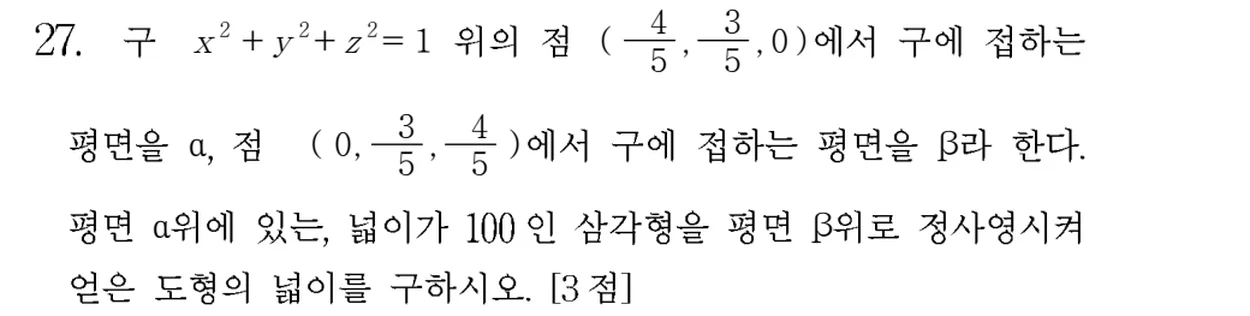 27. 구 x²+y²+z²=1 위의 점 (4/5, 3/5, 0)에서 구에 접하는
평면을 α, 점 (0, 3/5, 4/5)에서 구에 접하는 평면을 β라 한다.
평면 α위에 있는, 넓이가 100인 삼각형을 평면 β위로 정사영시켜
얻은 도형의 넓이를 구하시오. [3점]